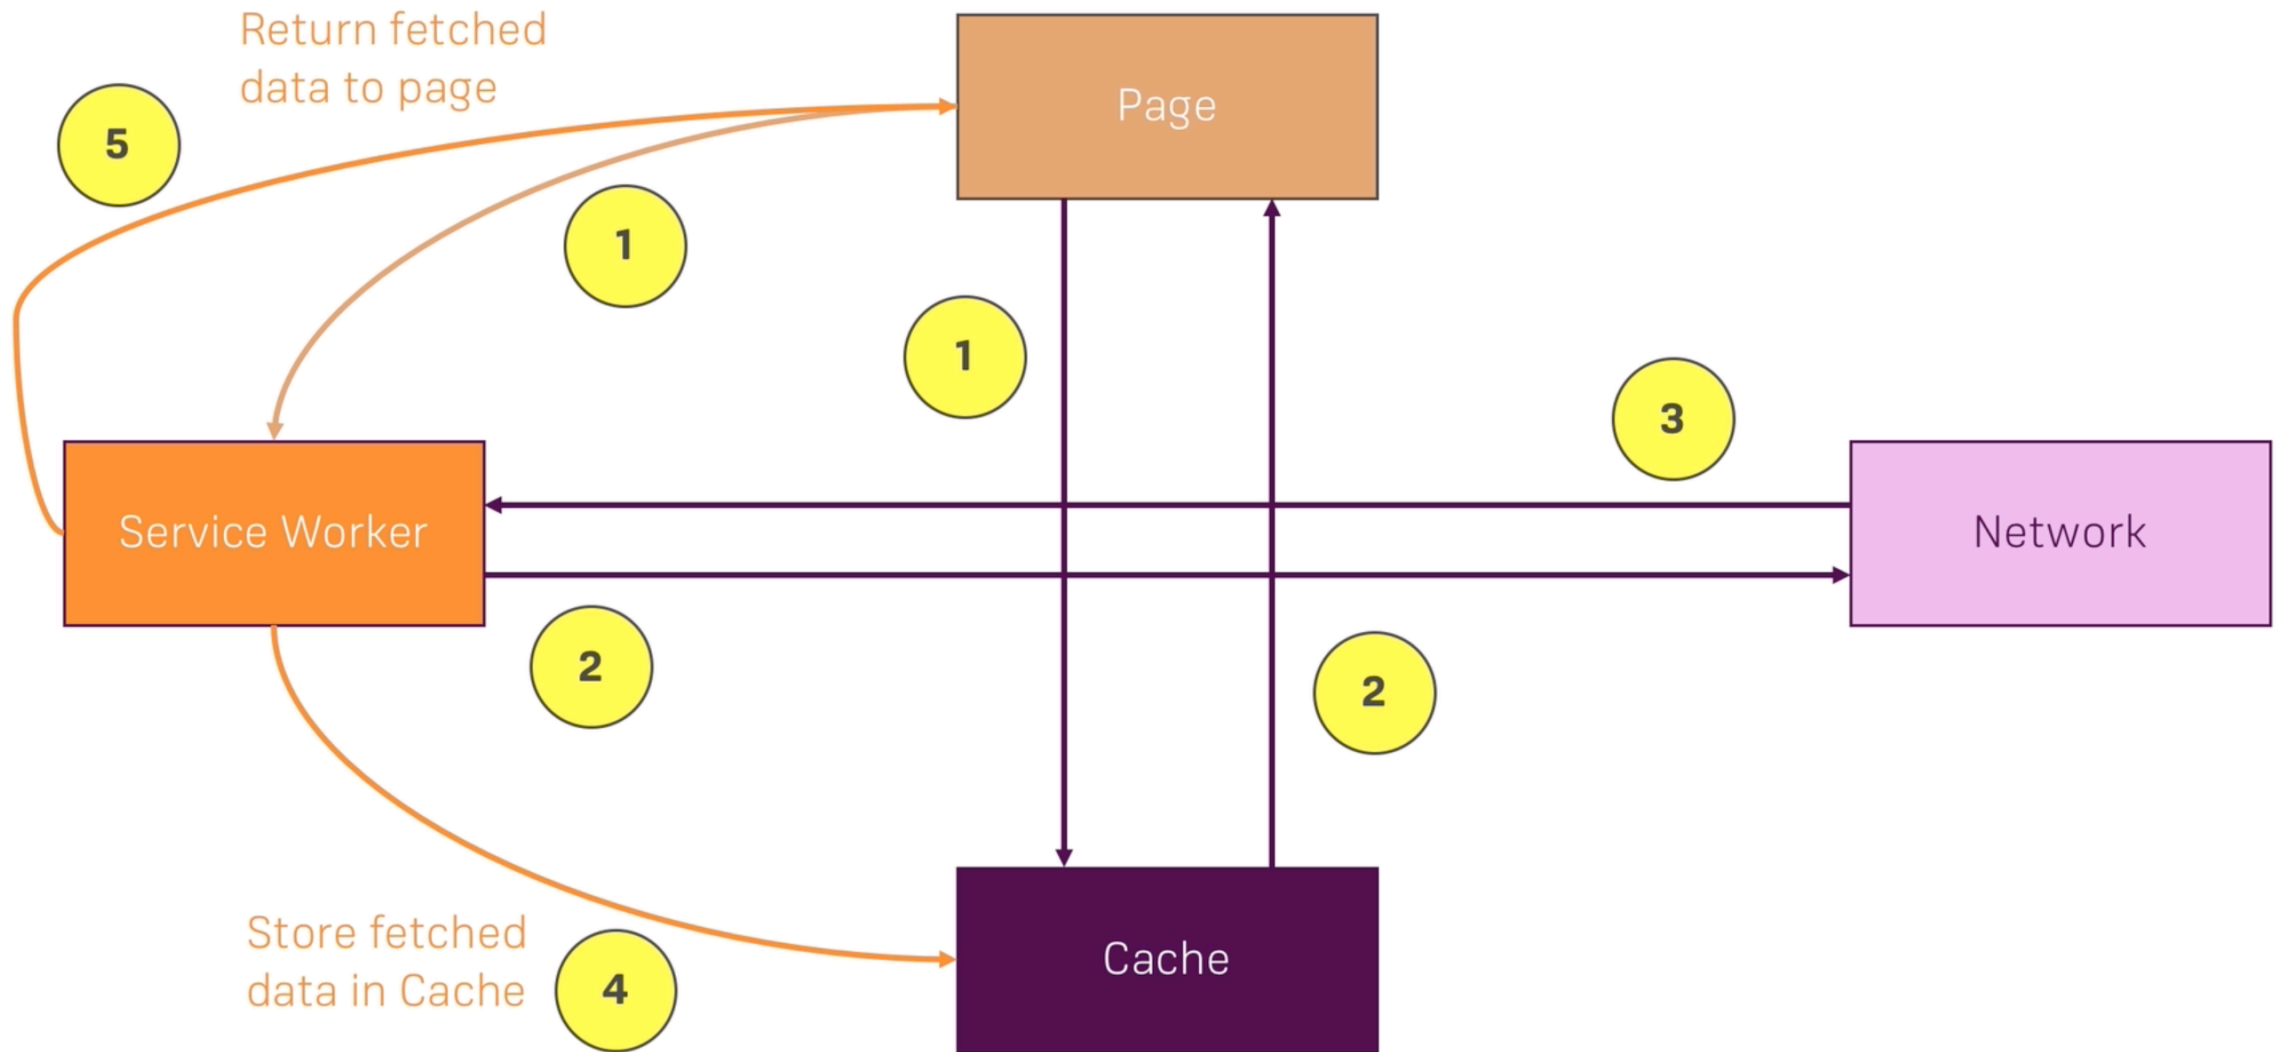 Return fetched
data to page
Page
5
1
1
3
Service Worker
Network
2
2
Store fetched
data in Cache
4
Cache